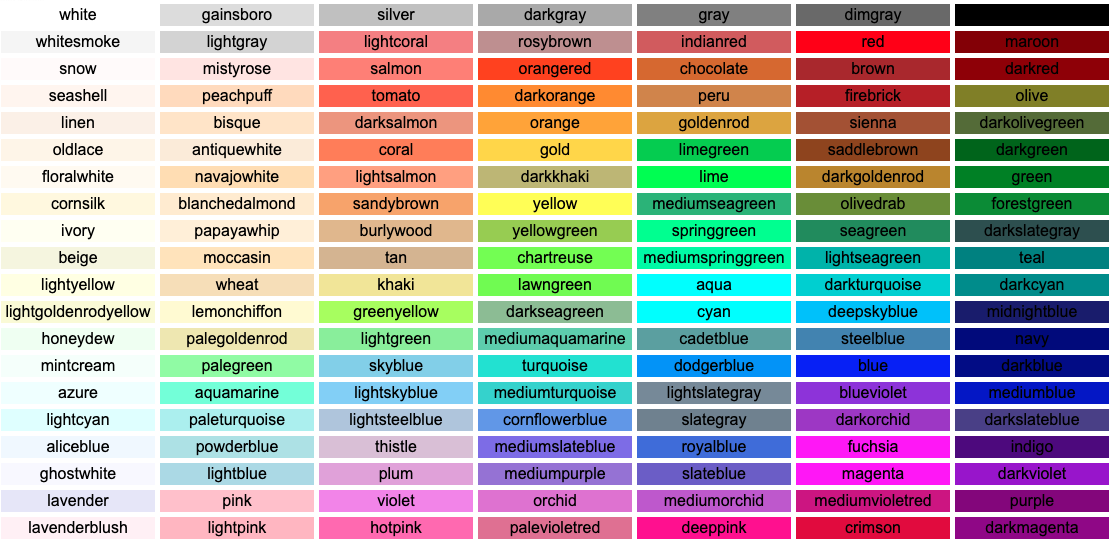 white gainsboro silver darkgray gray dimgray
whitesmoke lightgray lightcoral rosybrown indianred red maroon
snow mistyrose salmon orangered chocolate brown darkred
seashell peachpuff tomato darkorange peru firebrick olive
linen bisque darksalmon orange goldenrod sienna darkolivegreen
oldlace antiquewhite coral gold limegreen saddlebrown darkgreen
floralwhite navajowhite lightsalmon darkkhaki lime darkgoldenrod green
cornsilk blanchedalmond sandybrown yellow mediumseagreen olivedrab forestgreen
ivory papayawhip burlywood yellowgreen springgreen seagreen darkslategray
beige moccasin tan chartreuse mediumspringgreen lightseagreen teal
lightyellow wheat khaki lawngreen aqua darkturquoise darkcyan
lightgoldenrodyellow lemonchiffon greenyellow darkseagreen cyan deepskyblue midnightblue
honeydew palegoldenrod lightgreen mediumaquamarine cadetblue steelblue navy
mintcream palegreen skyblue turquoise dodgerblue blue darkblue
azure aquamarine lightskyblue mediumturquoise lightslategray blueviolet mediumblue
lightcyan paleturquoise lightsteelblue cornflowerblue slategray darkorchid darkslateblue
aliceblue powderblue thistle mediumslateblue royalblue fuchsia indigo
ghostwhite lightblue plum mediumpurple slateblue magenta darkviolet
lavender pink violet orchid mediumorchid mediumvioletred purple
lavenderblush lightpink hotpink palevioletred deeppink crimson darkmagenta